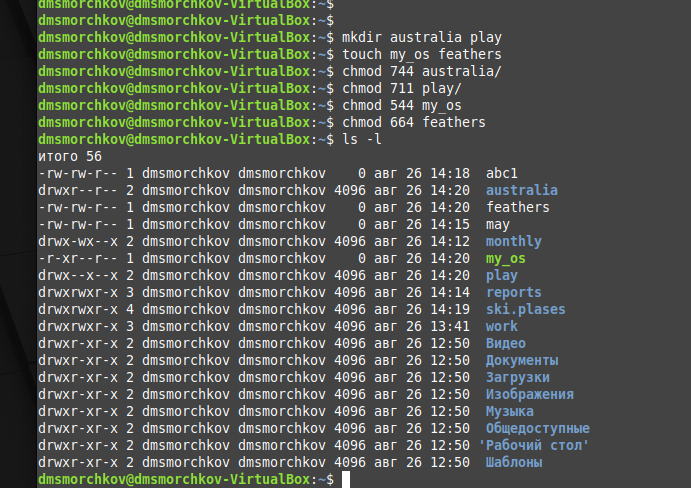 dmsmorchkov@dmsmorchkov-VirtualBox:~$
dmsmorchkov@dmsmorchkov-VirtualBox:~$
dmsmorchkov@dmsmorchkov-VirtualBox:~$ mkdir australia play
dmsmorchkov@dmsmorchkov-VirtualBox:~$ touch my_os feathers
dmsmorchkov@dmsmorchkov-VirtualBox:~$ chmod 744 australia/
dmsmorchkov@dmsmorchkov-VirtualBox:~$ chmod 711 play/
dmsmorchkov@dmsmorchkov-VirtualBox:~$ chmod 544 my_os
dmsmorchkov@dmsmorchkov-VirtualBox:~$ chmod 664 feathers
dmsmorchkov@dmsmorchkov-VirtualBox:~$ ls -l
итого 56
-rw-rw-r-- 1 dmsmorchkov dmsmorchkov    0 авг 26 14:18  abc1
drwxr--r-- 2 dmsmorchkov dmsmorchkov 4096 авг 26 14:20  australia
-rw-rw-r-- 1 dmsmorchkov dmsmorchkov    0 авг 26 14:20  feathers
-rw-rw-r-- 1 dmsmorchkov dmsmorchkov    0 авг 26 14:15  may
drwx-wx--x 2 dmsmorchkov dmsmorchkov 4096 авг 26 14:12  monthly
-r-xr--r-- 1 dmsmorchkov dmsmorchkov    0 авг 26 14:20  my_os
drwx--x--x 2 dmsmorchkov dmsmorchkov 4096 авг 26 14:20  play
drwxrwxr-x 3 dmsmorchkov dmsmorchkov 4096 авг 26 14:14  reports
drwxrwxr-x 4 dmsmorchkov dmsmorchkov 4096 авг 26 14:19  ski.plases
drwxrwxr-x 3 dmsmorchkov dmsmorchkov 4096 авг 26 13:41  work
drwxr-xr-x 2 dmsmorchkov dmsmorchkov 4096 авг 26 12:50  Видео
drwxr-xr-x 2 dmsmorchkov dmsmorchkov 4096 авг 26 12:50  Документы
drwxr-xr-x 2 dmsmorchkov dmsmorchkov 4096 авг 26 12:50  Загрузки
drwxr-xr-x 2 dmsmorchkov dmsmorchkov 4096 авг 26 12:50  Изображения
drwxr-xr-x 2 dmsmorchkov dmsmorchkov 4096 авг 26 12:50  Музыка
drwxr-xr-x 2 dmsmorchkov dmsmorchkov 4096 авг 26 12:50  Общедоступные
drwxr-xr-x 2 dmsmorchkov dmsmorchkov 4096 авг 26 12:50 'Рабочий стол'
drwxr-xr-x 2 dmsmorchkov dmsmorchkov 4096 авг 26 12:50  Шаблоны
dmsmorchkov@dmsmorchkov-VirtualBox:~$